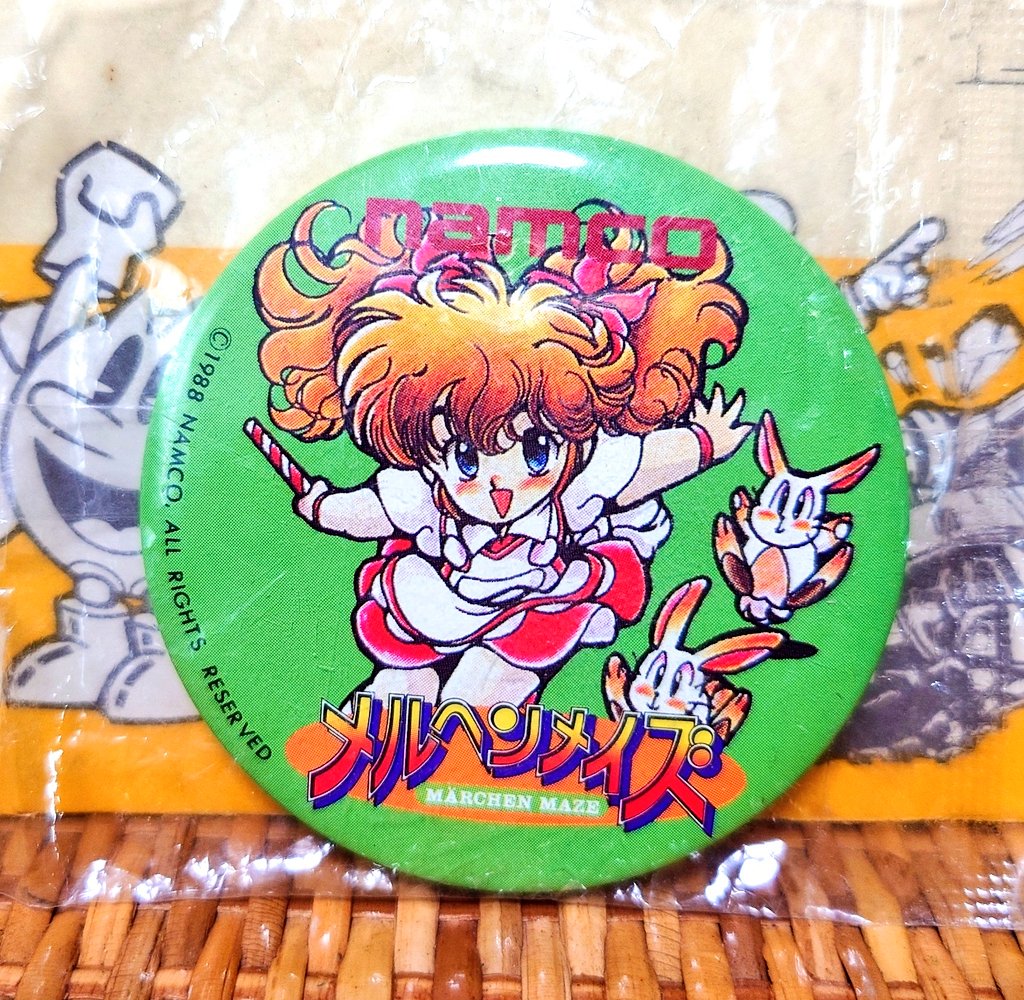 namco
©1988 NAMCO, ALL RIGHTS RESERVED
メルヘンメイズ
MÄRCHEN MAZE